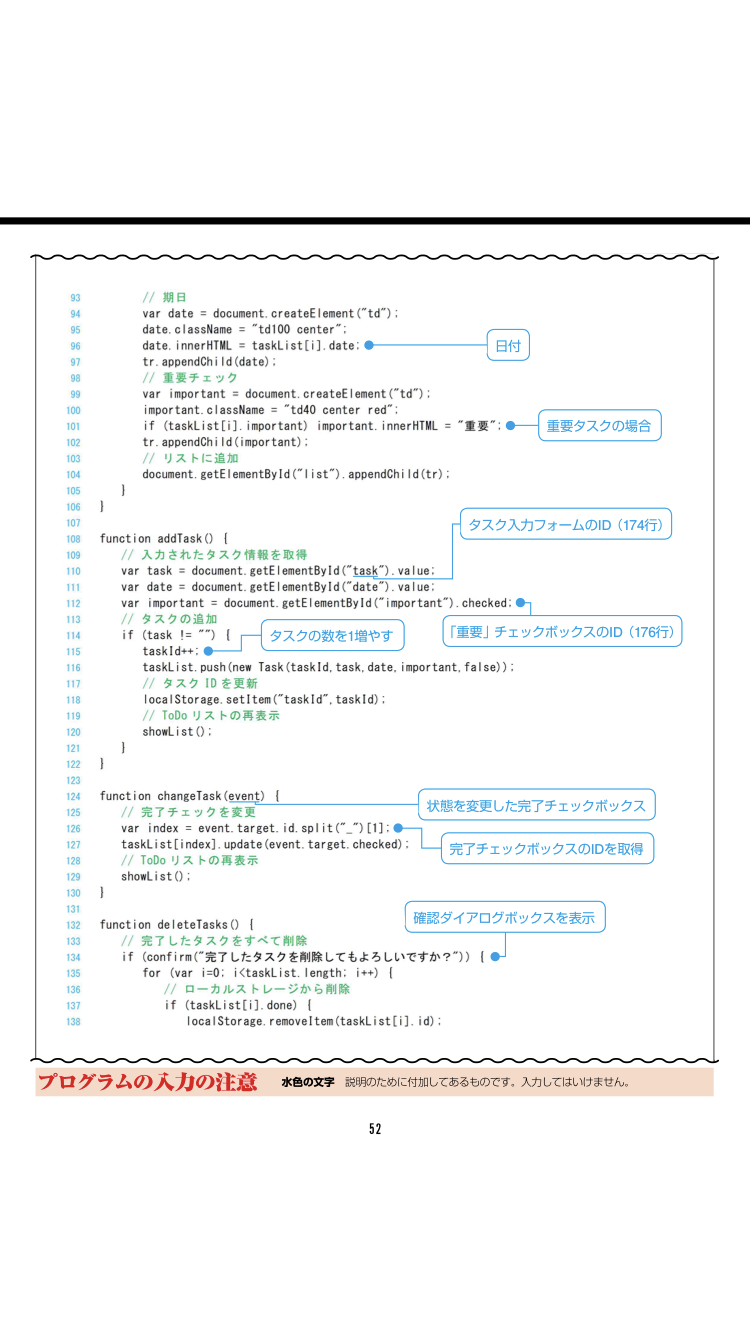 93 // 期日
94 var date = document.createElement("td");
95 date.className = "td100 center";
96 date.innerHTML = taskList[i].date; 日付
97 tr.appendChild(date);
98 // 重要チェック
99 var important = document.createElement("td");
100 important.className = "td40 center red";
101 if (taskList[i].important) important.innerHTML = "重要"; 重要タスクの場合
102 tr.appendChild(important);
103 // リストに追加
104 document.getElementById("list").appendChild(tr);
105 }
106 }
107
タスク入力フォームのID（174行）
108 function addTask() {
109 // 入力されたタスク情報を取得
110 var task = document.getElementById("task").value;
111 var date = document.getElementById("date").value;
112 var important = document.getElementById("important").checked;
「重要」チェックボックスのID（176行）
113 // タスクの追加
114 if (task != "") { タスクの数を1増やす
115 taskId++;
116 taskList.push(new Task(taskId,task,date,important,false));
117 // タスク ID を更新
118 localStorage.setItem("taskId",taskId);
119 // ToDo リストの再表示
120 showList();
121 }
122 }
123
124 function changeTask(event) { 状態を変更した完了チェックボックス
125 // 完了チェックを変更
126 var index = event.target.id.split("_")[1];
127 taskList[index].update(event.target.checked); 完了チェックボックスのIDを取得
128 // ToDo リストの再表示
129 showList();
130 }
131
132 function deleteTasks() { 確認ダイアログボックスを表示
133 // 完了したタスクをすべて削除
134 if (confirm("完了したタスクを削除してもよろしいですか？")) {
135 for (var i=0; i<taskList.length; i++) {
136 // ローカルストレージから削除
137 if (taskList[i].done) {
138 localStorage.removeItem(taskList[i].id);
プログラムの入力の注意 水色の文字 説明のために付加してあるものです。入力してはいけません。
52